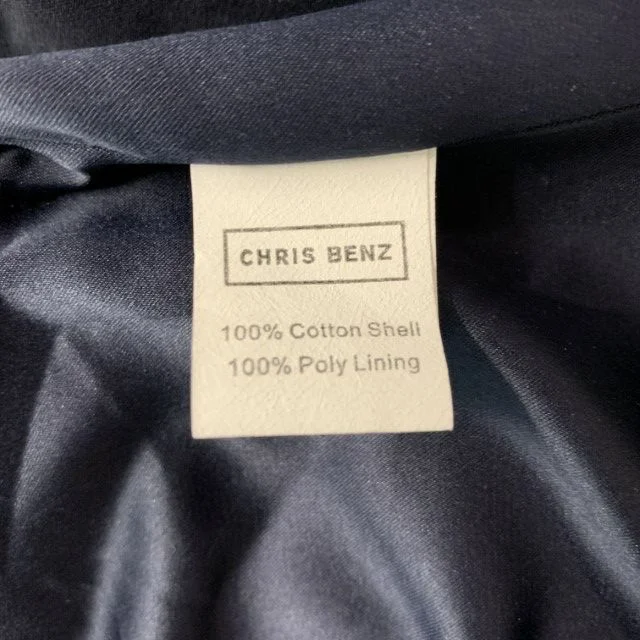 CHRIS BENZ
100% Cotton Shell
100% Poly Lining